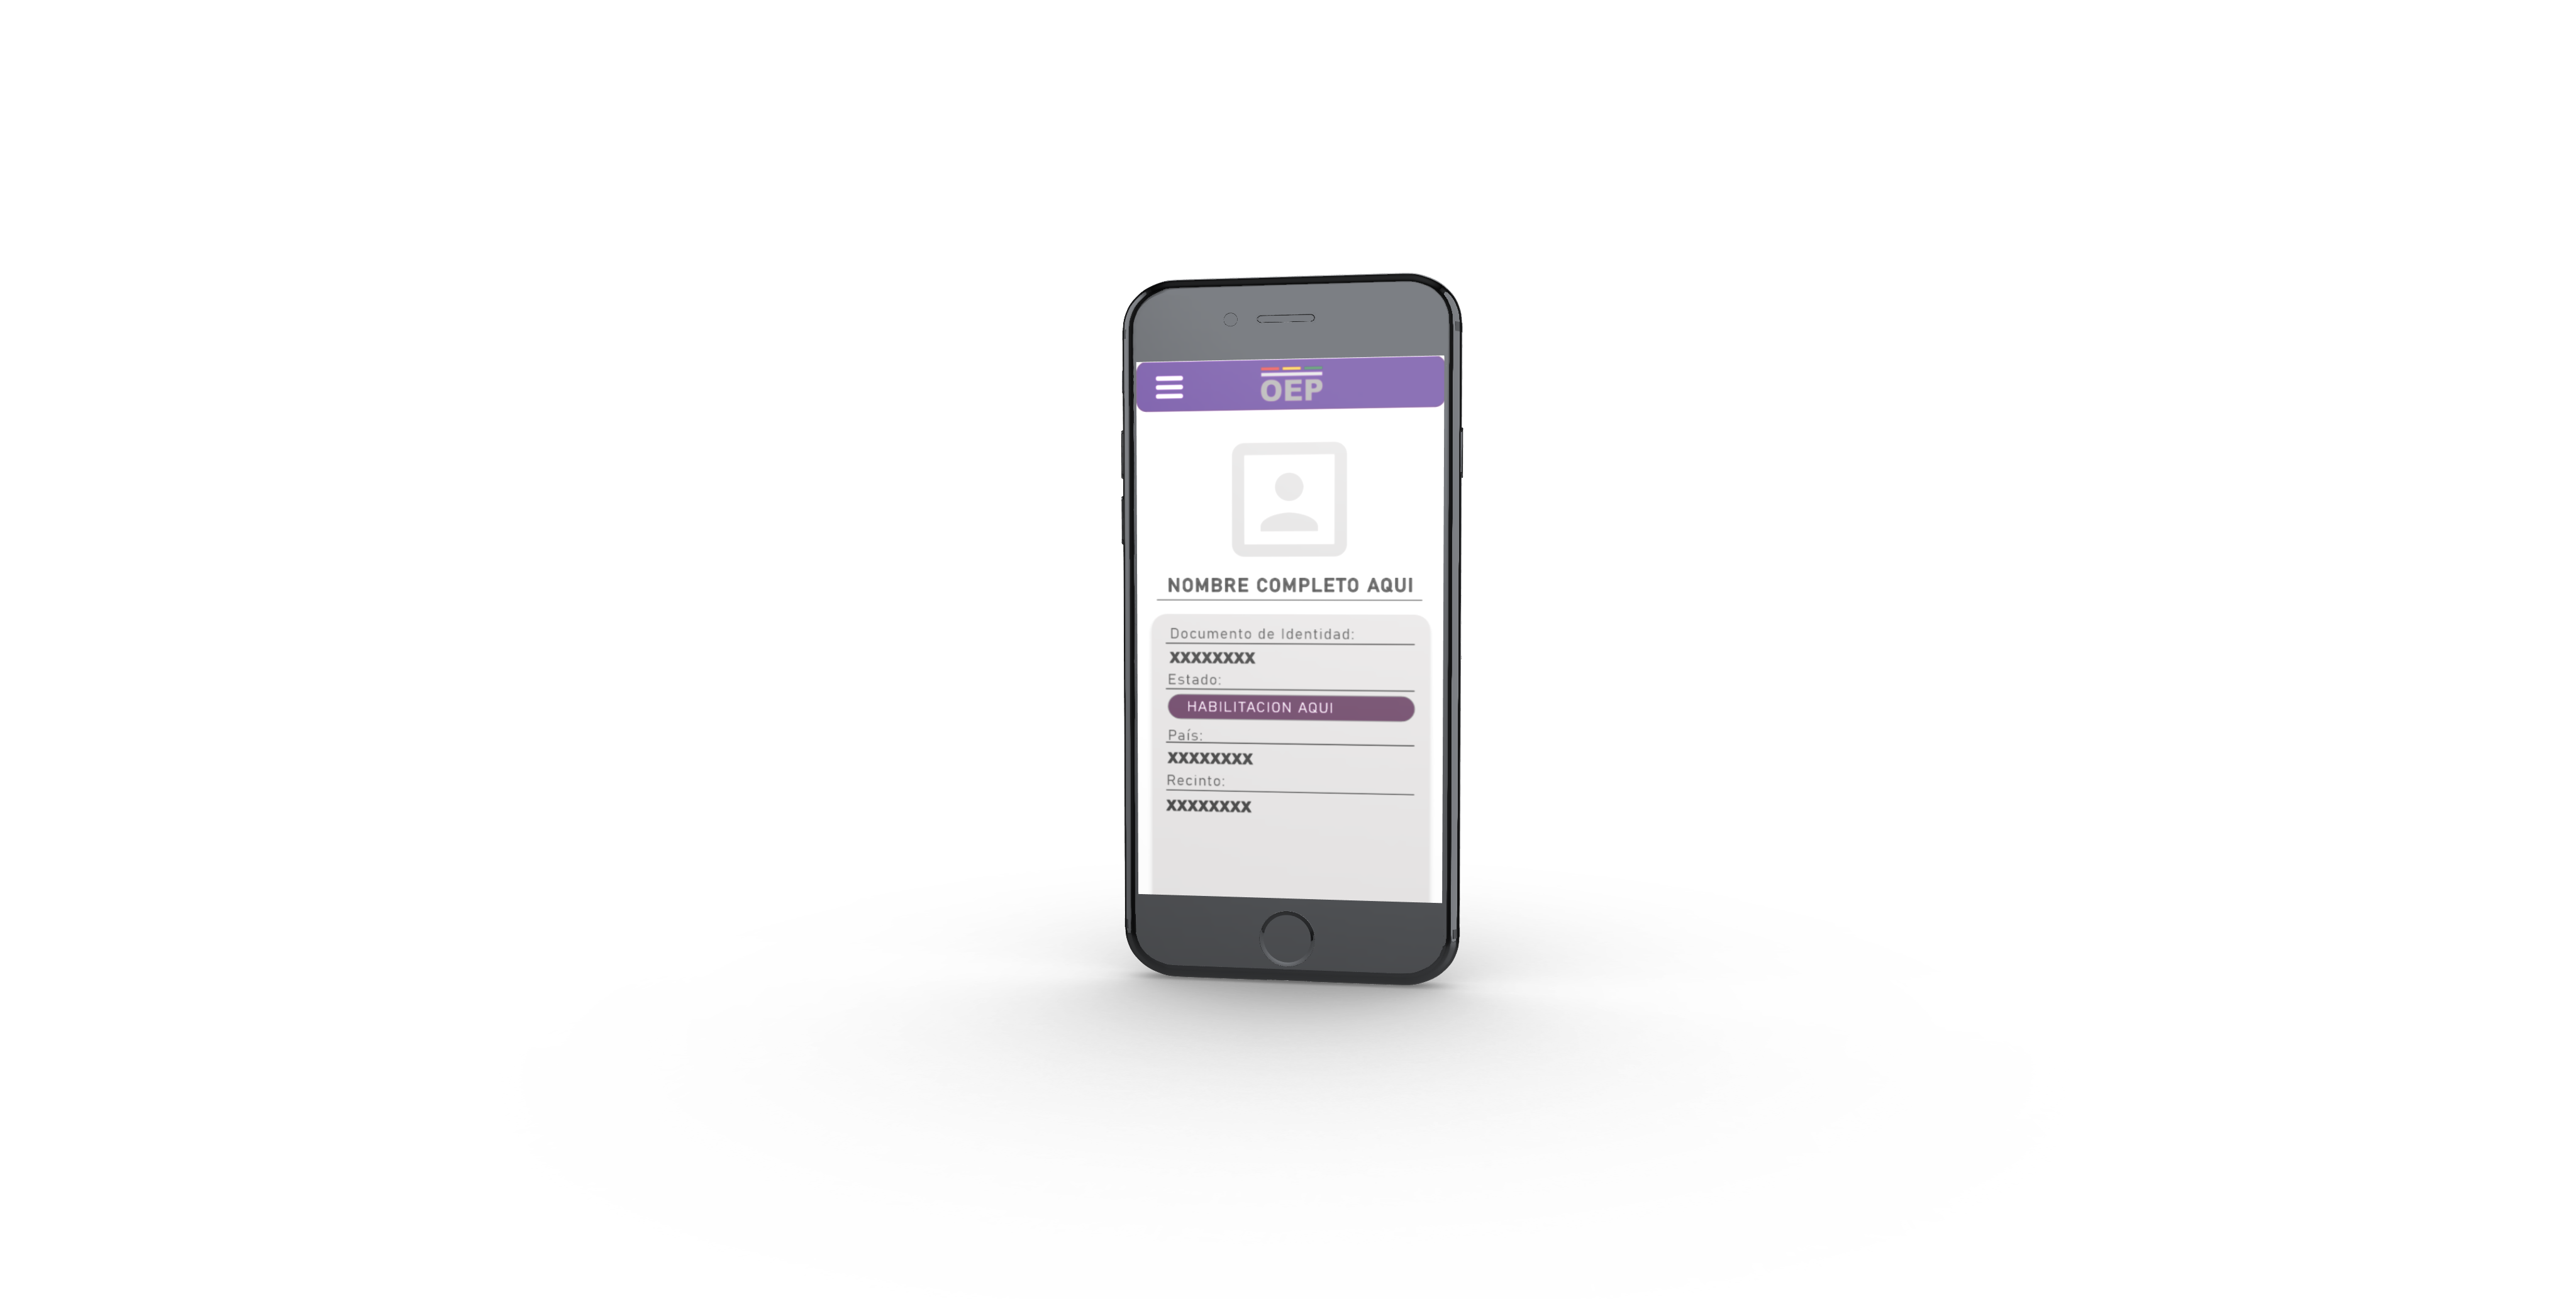 OEP
NOMBRE COMPLETO AQUI
Documento de Identidad:
XXXXXXXX
Estado:
HABILITACION AQUI
País:
XXXXXXXX
Recinto:
XXXXXXXX